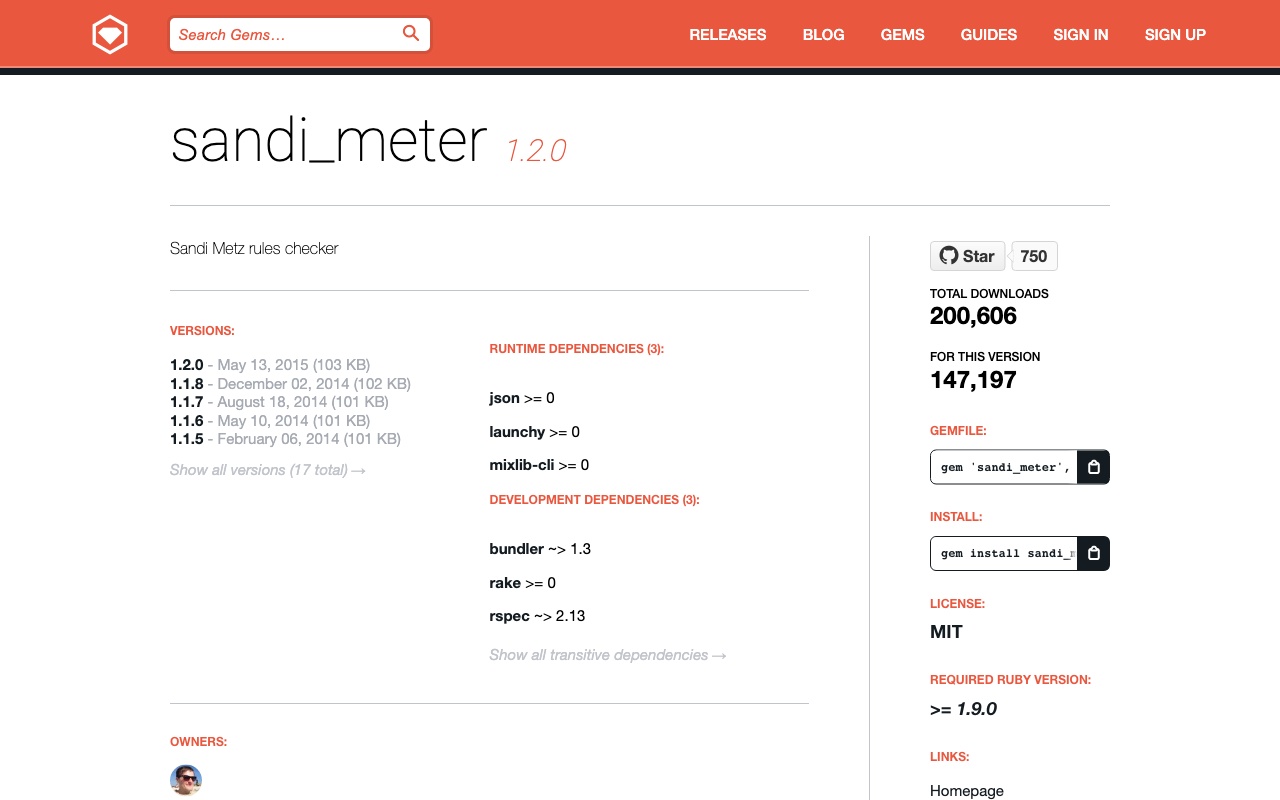 Search Gems…
RELEASES
BLOG
GEMS
GUIDES
SIGN IN
SIGN UP
sandi_meter 1.2.0
Sandi Metz rules checker
VERSIONS:
1.2.0 - May 13, 2015 (103 KB)
1.1.8 - December 02, 2014 (102 KB)
1.1.7 - August 18, 2014 (101 KB)
1.1.6 - May 10, 2014 (101 KB)
1.1.5 - February 06, 2014 (101 KB)
Show all versions (17 total) →
RUNTIME DEPENDENCIES (3):
json >= 0
launchy >= 0
mixlib-cli >= 0
DEVELOPMENT DEPENDENCIES (3):
bundler ~> 1.3
rake >= 0
rspec ~> 2.13
Show all transitive dependencies →
OWNERS:
Star 750
TOTAL DOWNLOADS
200,606
FOR THIS VERSION
147,197
GEMFILE:
gem 'sandi_meter',
INSTALL:
gem install sandi_m
LICENSE:
MIT
REQUIRED RUBY VERSION:
>= 1.9.0
LINKS:
Homepage